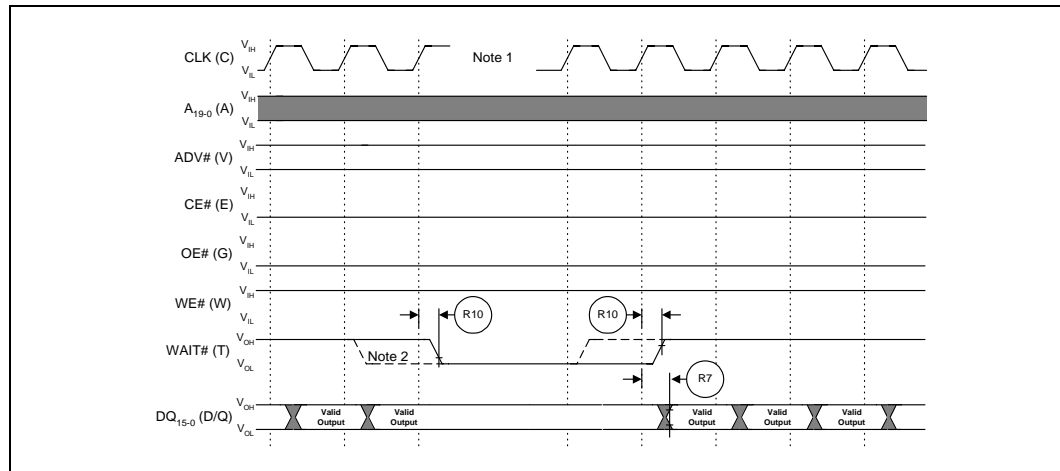 CLK (C) V_IH V_IL Note 1
A_19-0 (A) V_IH V_IL
ADV# (V) V_IH V_IL
CE# (E) V_IH V_IL
OE# (G) V_IH V_IL
WE# (W) V_IH V_IL
R10 R10
WAIT# (T) V_OH V_OL Note 2
R7
DQ_15-0 (D/Q) V_OH V_OL Valid Output Valid Output Valid Output Valid Output Valid Output